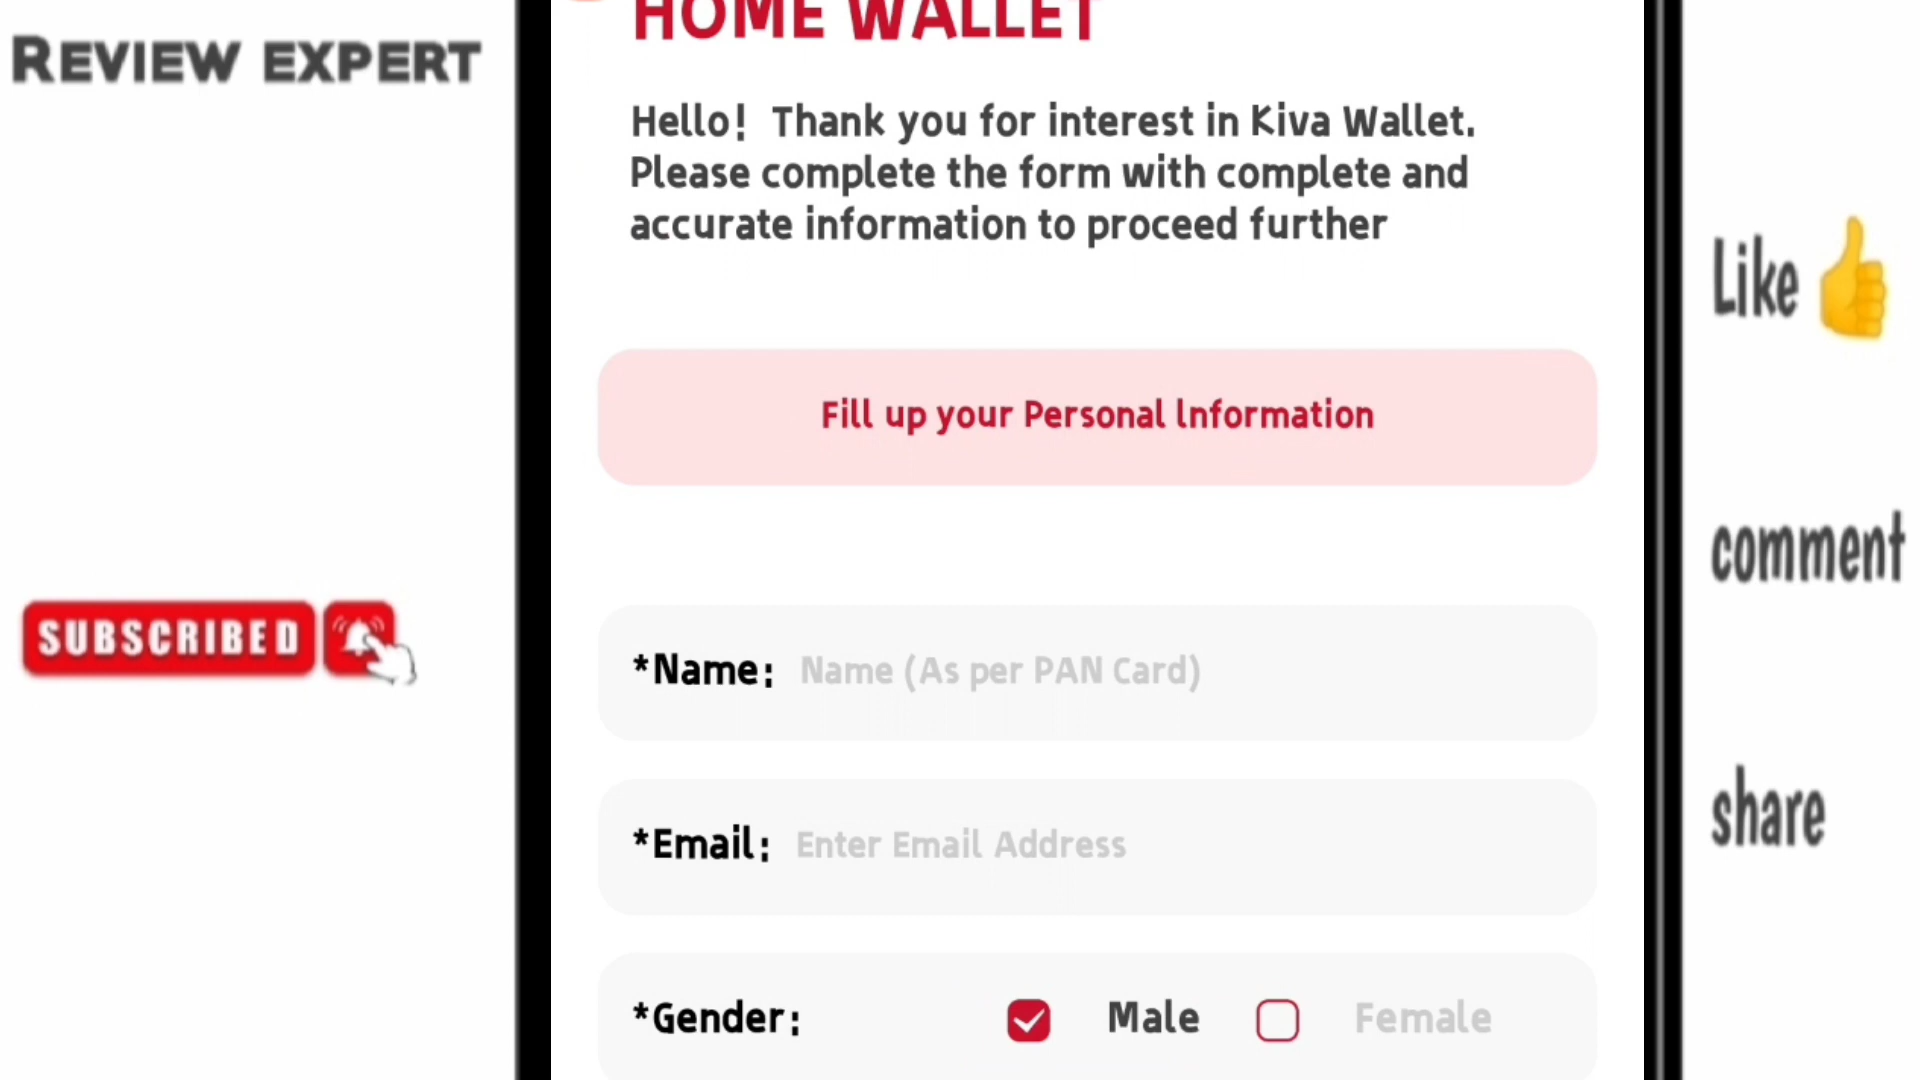 REVIEW EXPERT
HOME WALLET
Hello! Thank you for interest in Kiva Wallet.
Please complete the form with complete and
accurate information to proceed further
Fill up your Personal Information
*Name: Name (As per PAN Card)
*Email: Enter Email Address
*Gender: Male Female
SUBSCRIBED
Like
comment
share